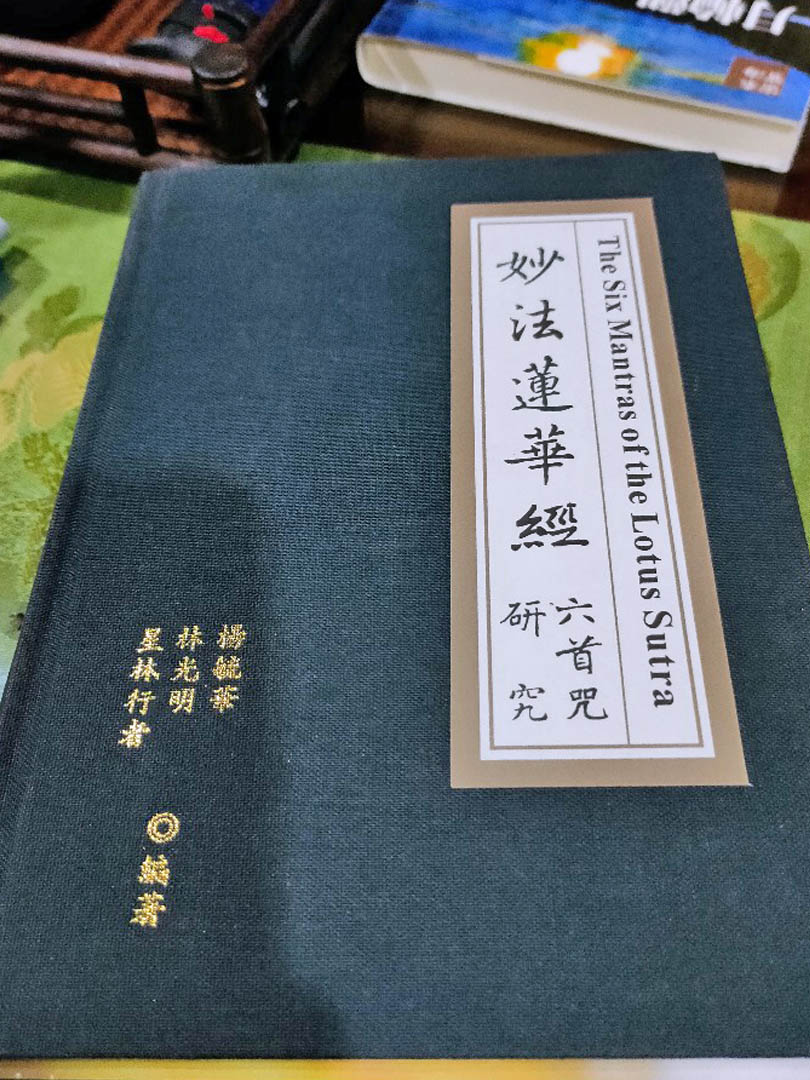 妙法蓮華經
六首咒
研究
The Six Mantras of the Lotus Sutra
楊毓華
林光明
星林行者
◎編著